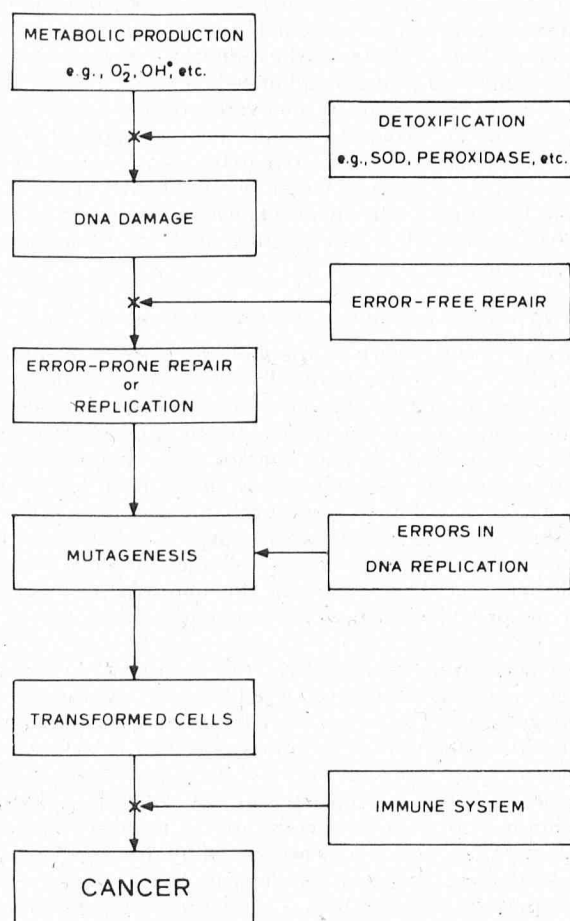 METABOLIC PRODUCTION
e.g., O₂⁻, OH•, etc.
DETOXIFICATION
e.g., SOD, PEROXIDASE, etc.
DNA DAMAGE
ERROR-FREE REPAIR
ERROR-PRONE REPAIR
or
REPLICATION
MUTAGENESIS
ERRORS IN
DNA REPLICATION
TRANSFORMED CELLS
IMMUNE SYSTEM
CANCER